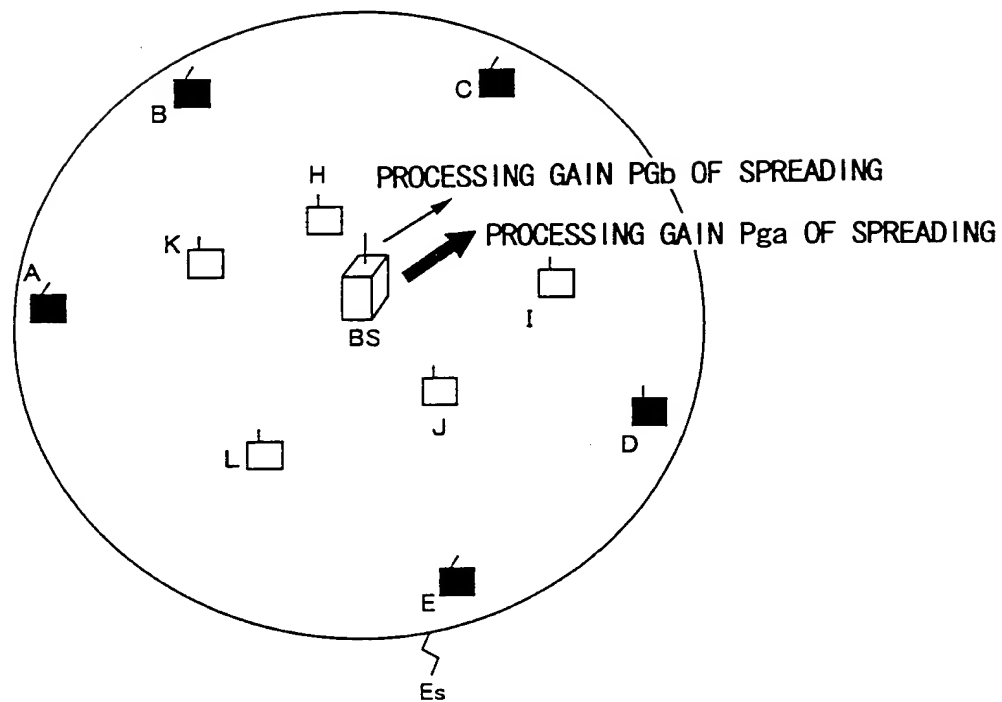 C
B
H
PROCESSING GAIN PGb OF SPREADING
PROCESSING GAIN Pga OF SPREADING
K
A
I
BS
J
D
L
E
Es